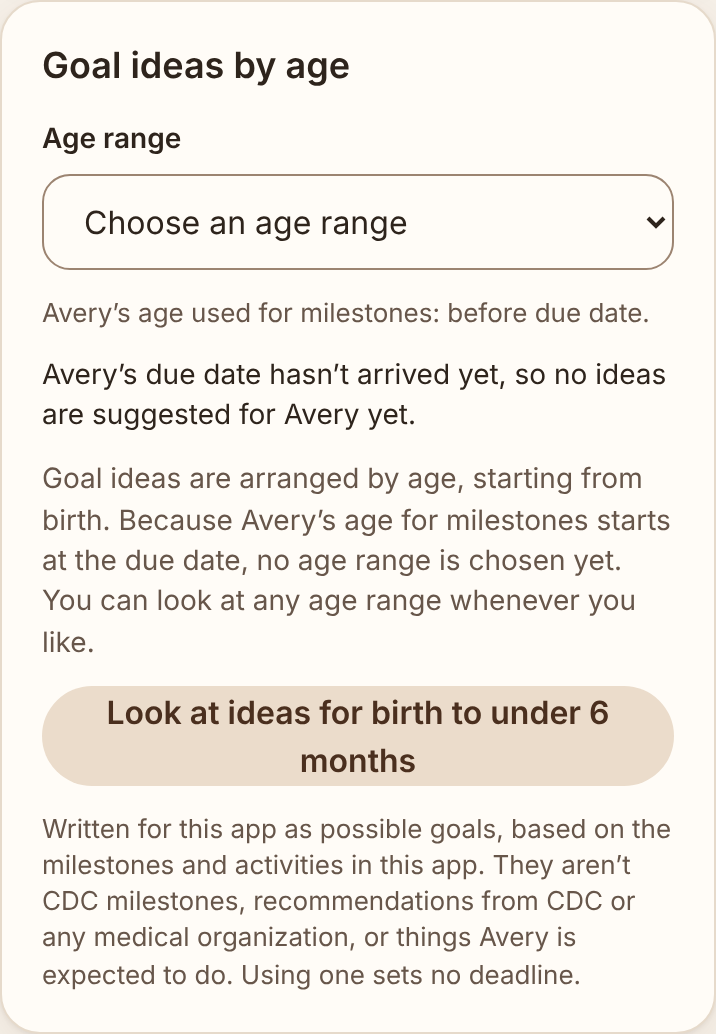 Goal ideas by age
Age range
Choose an age range
Avery’s age used for milestones: before due date.
Avery’s due date hasn’t arrived yet, so no ideas
are suggested for Avery yet.
Goal ideas are arranged by age, starting from
birth. Because Avery’s age for milestones starts
at the due date, no age range is chosen yet.
You can look at any age range whenever you
like.
Look at ideas for birth to under 6
months
Written for this app as possible goals, based on the
milestones and activities in this app. They aren’t
CDC milestones, recommendations from CDC or
any medical organization, or things Avery is
expected to do. Using one sets no deadline.